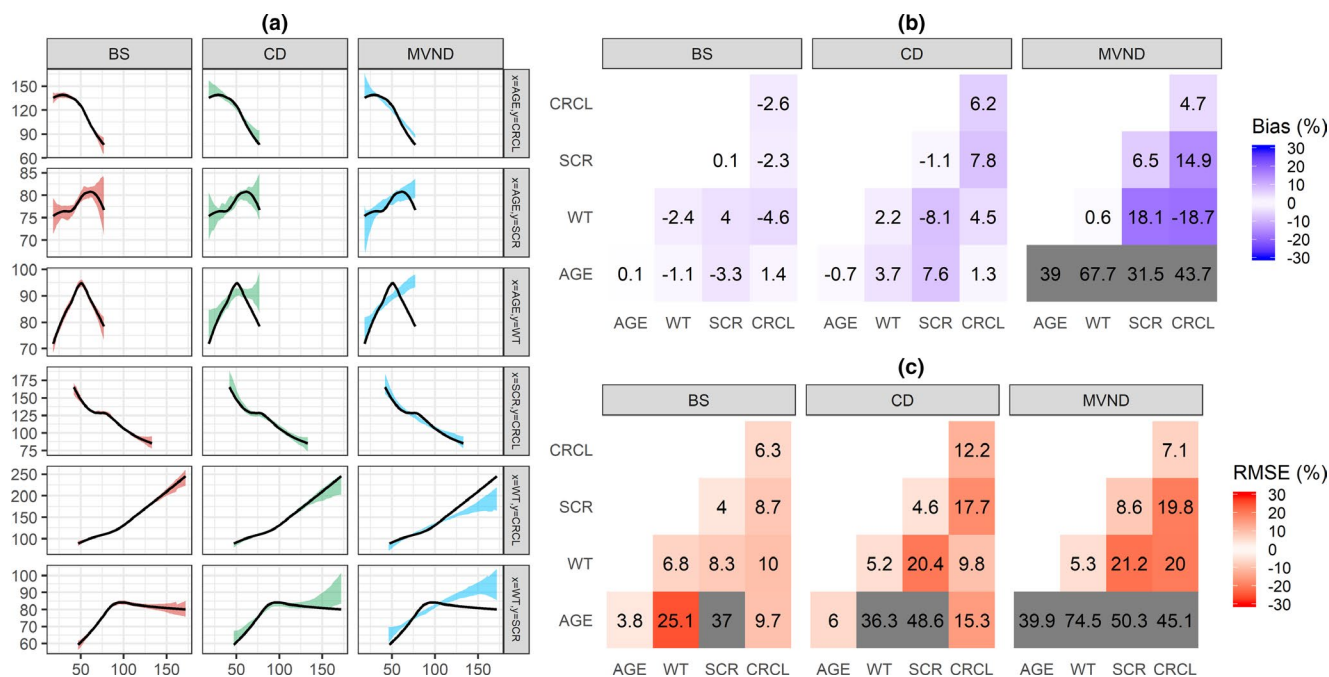 (a)
BS CD MVND
150
120
90
60
x=AGE,y=CRCL
85
80
75
70
x=AGE,y=SCR
100
90
80
70
x=AGE,y=WT
175
150
125
100
75
x=SCR,y=CRCL
250
200
150
100
x=WT,y=CRCL
100
90
80
70
60
x=WT,y=SCR
50 100 150 50 100 150 50 100 150
(b)
BS CD MVND
CRCL -2.6 6.2 4.7
SCR 0.1 -2.3 -1.1 7.8 6.5 14.9
WT -2.4 4 -4.6 2.2 -8.1 4.5 0.6 18.1 -18.7
AGE 0.1 -1.1 -3.3 1.4 -0.7 3.7 7.6 1.3 39 67.7 31.5 43.7
AGE WT SCR CRCL AGE WT SCR CRCL AGE WT SCR CRCL
Bias (%)
30
20
10
0
-10
-20
-30
(c)
BS CD MVND
CRCL 6.3 12.2 7.1
SCR 4 8.7 4.6 17.7 8.6 19.8
WT 6.8 8.3 10 5.2 20.4 9.8 5.3 21.2 20
AGE 3.8 25.1 37 9.7 6 36.3 48.6 15.3 39.9 74.5 50.3 45.1
AGE WT SCR CRCL AGE WT SCR CRCL AGE WT SCR CRCL
RMSE (%)
30
20
10
0
-10
-20
-30